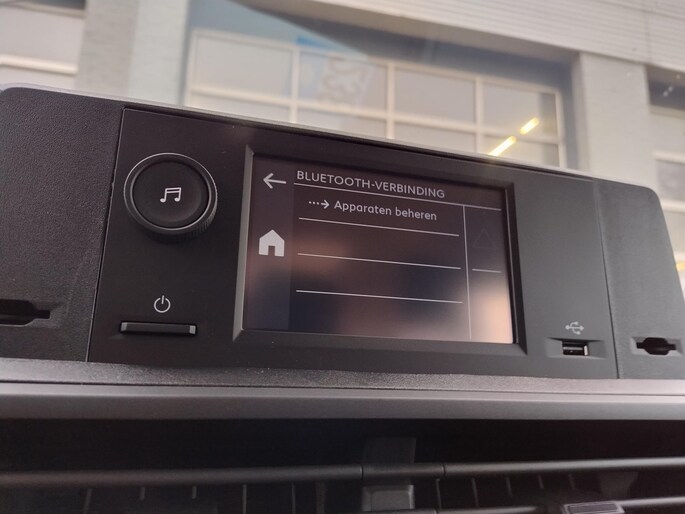 BLUETOOTH-VERBINDING
Apparaten beheren